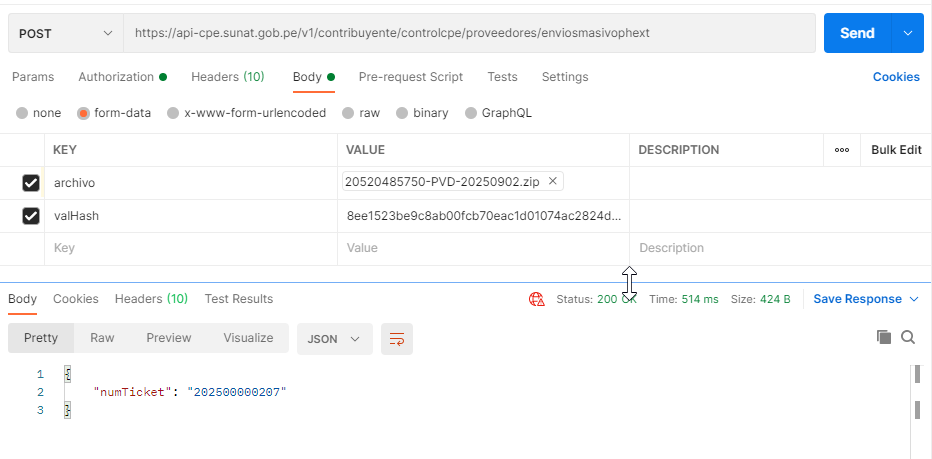 POST https://api-cpe.sunat.gob.pe/v1/contribuyente/controlcpe/proveedores/enviosmasivophext Send
Params Authorization Headers (10) Body Pre-request Script Tests Settings Cookies
none form-data x-www-form-urlencoded raw binary GraphQL
KEY VALUE DESCRIPTION ooo Bulk Edit
archivo 20520485750-PVD-20250902.zip ×
valHash 8ee1523be9c8ab00fcb70eac1d01074ac2824d...
Key Value Description
Body Cookies Headers (10) Test Results Status: 200 OK Time: 514 ms Size: 424 B Save Response
Pretty Raw Preview Visualize JSON
1 {
2 "numTicket": "202500000207"
3 }